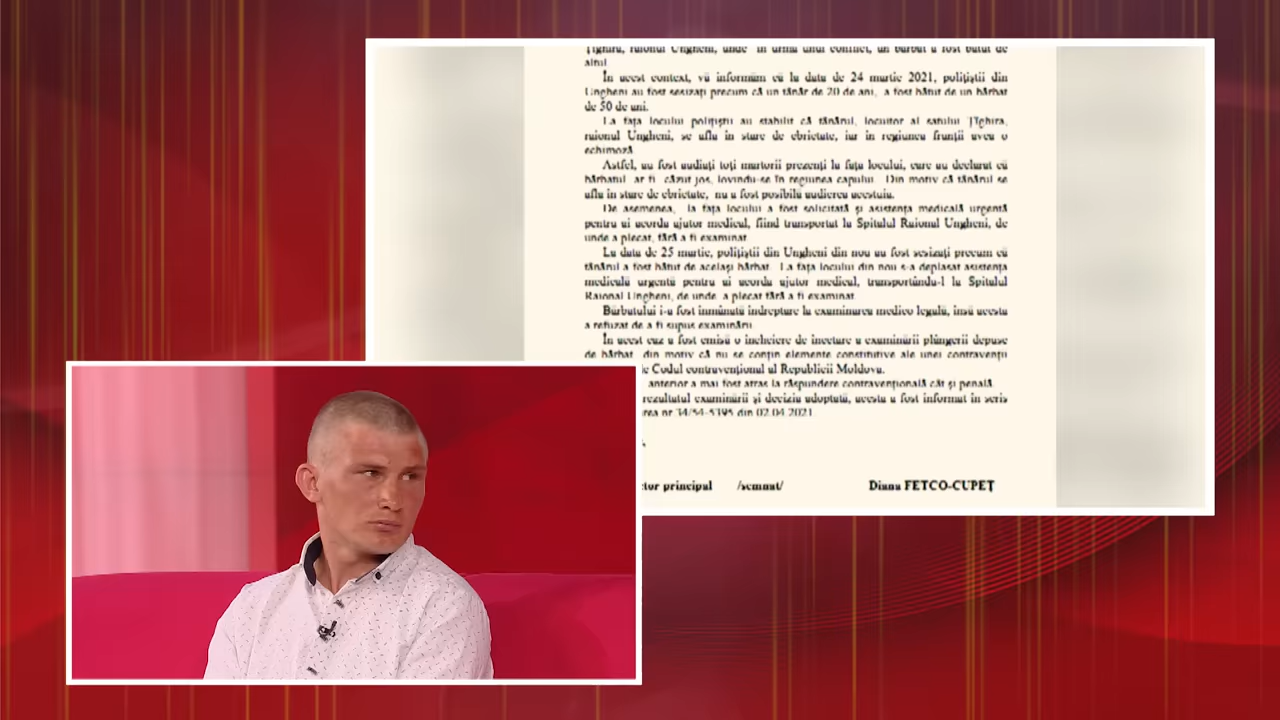 Țighira, raionul Ungheni, unde în urma unui conflict, un bărbat a fost bătut de
altul.
În acest context, vă informăm că la data de 24 martie 2021, polițiștii din
Ungheni au fost sesizați precum că un tânăr de 20 de ani, a fost bătut de un bărbat
de 50 de ani.
La fața locului polițiștii au stabilit că tânărul, locuitor al satului Țighira,
raionul Ungheni, se afla în stare de ebrietate, iar în regiunea frunții avea o
echimoză.
Astfel, au fost audiați toți martorii prezenți la fața locului, care au declarat că
bărbatul ar fi căzut jos, lovindu-se în regiunea capului. Din motiv că tânărul se
afla în stare de ebrietate, nu a fost posibilă audierea acestuia.
De asemenea, la fața locului a fost solicitată și asistența medicală urgentă
pentru ai acorda ajutor medical, fiind transportat la Spitalul Raional Ungheni, de
unde a plecat, fără a fi examinat.
La data de 25 martie, polițiștii din Ungheni din nou au fost sesizați precum că
tânărul a fost bătut de același bărbat. La fața locului din nou s-a deplasat asistența
medicală urgentă pentru ai acorda ajutor medical, transportându-l la Spitalul
Raional Ungheni, de unde a plecat fără a fi examinat.
Bărbatului i-a fost înmânată îndreptare la examinarea medico legală, însă acesta
a refuzat de a fi supus examinării.
În acest caz a fost emisă o încheiere de încetare a examinării plângerii depuse
de bărbat, din motiv că nu se conțin elemente constitutive ale unei contravenții
de Codul contravențional al Republicii Moldova.
anterior a mai fost atras la răspundere contravențională cât și penală.
rezultatul examinării și decizia adoptată, acesta a fost informat în scris
rea nr 34/54-5395 din 02.04.2021
tor principal /semnat/ Diana FETCO-CUPEȚ